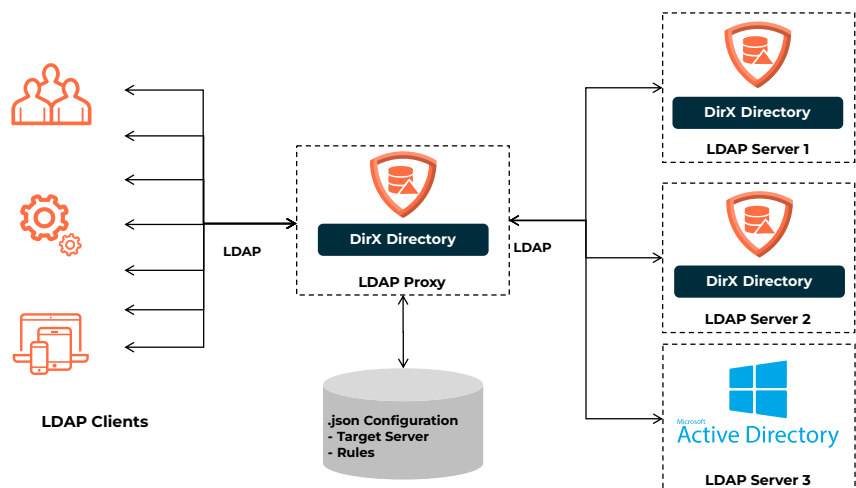 LDAP Clients
LDAP
DirX Directory
LDAP Proxy
.json Configuration
- Target Server
- Rules
LDAP
DirX Directory
LDAP Server 1
DirX Directory
LDAP Server 2
Microsoft
Active Directory
LDAP Server 3